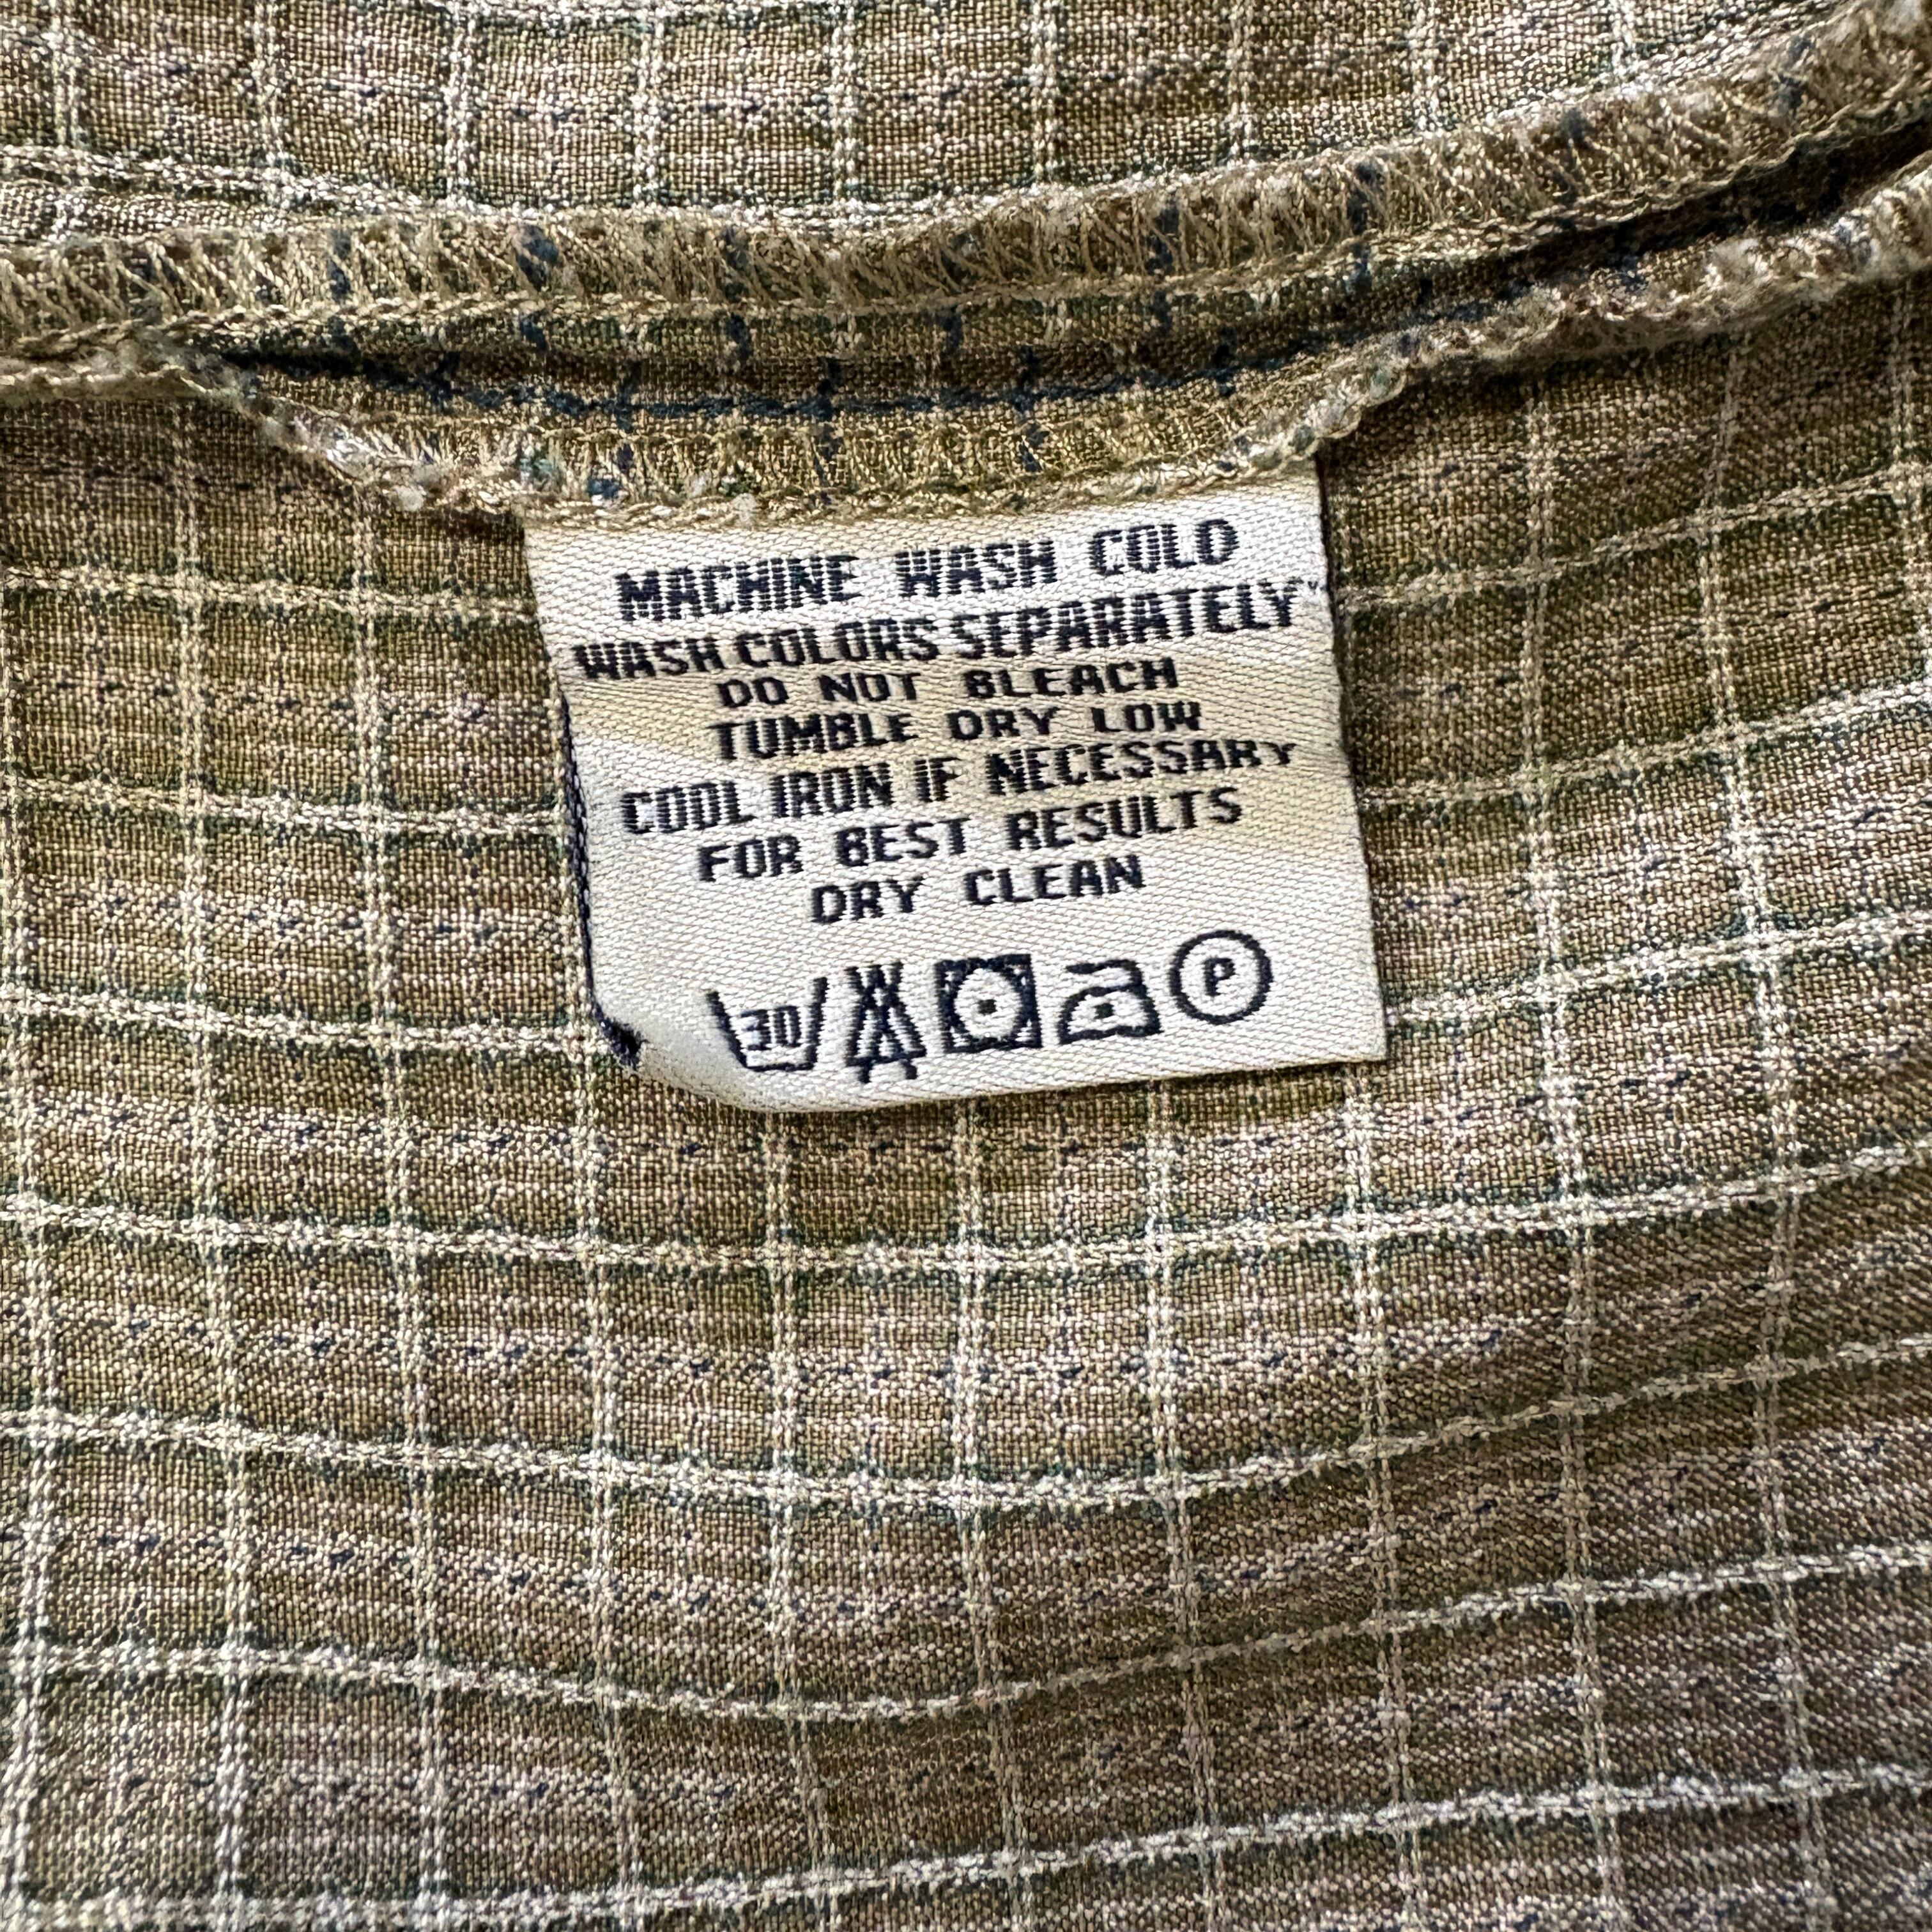 MACHINE WASH COLD
WASH COLORS SEPARATELY
DO NOT BLEACH
TUMBLE DRY LOW
COOL IRON IF NECESSARY
FOR BEST RESULTS
DRY CLEAN
30 P